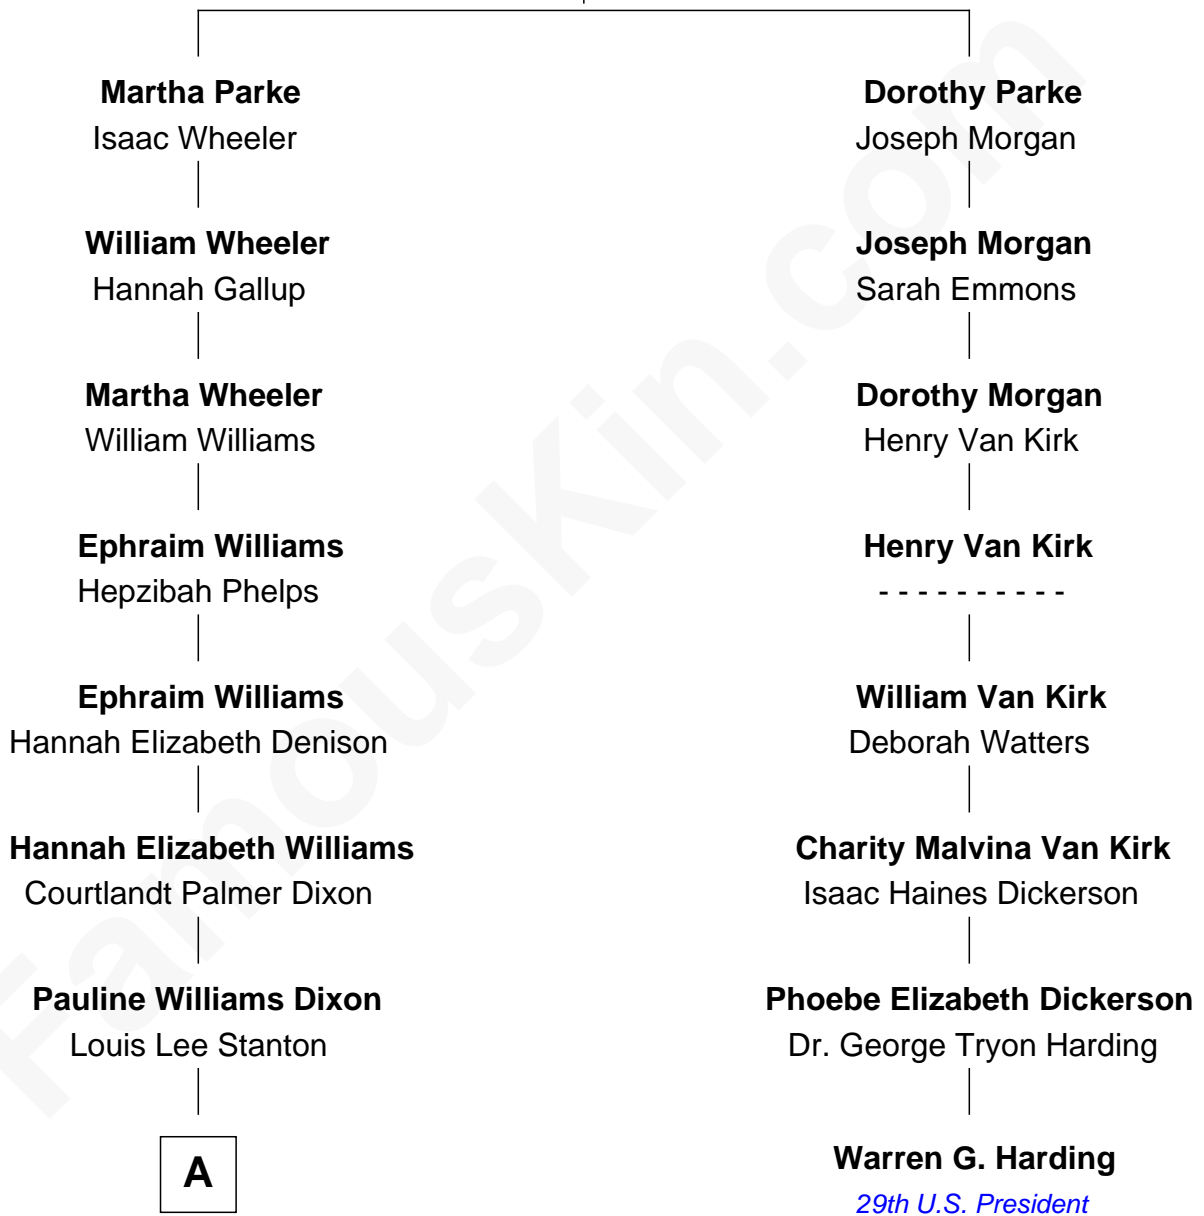 Martha Parke
Isaac Wheeler
William Wheeler
Hannah Gallup
Martha Wheeler
William Williams
Ephraim Williams
Hepzibah Phelps
Ephraim Williams
Hannah Elizabeth Denison
Hannah Elizabeth Williams
Courtlandt Palmer Dixon
Pauline Williams Dixon
Louis Lee Stanton
A
Dorothy Parke
Joseph Morgan
Joseph Morgan
Sarah Emmons
Dorothy Morgan
Henry Van Kirk
Henry Van Kirk
- - - - - - - - - -
William Van Kirk
Deborah Watters
Charity Malvina Van Kirk
Isaac Haines Dickerson
Phoebe Elizabeth Dickerson
Dr. George Tryon Harding
Warren G. Harding
29th U.S. President
FamousKin.com